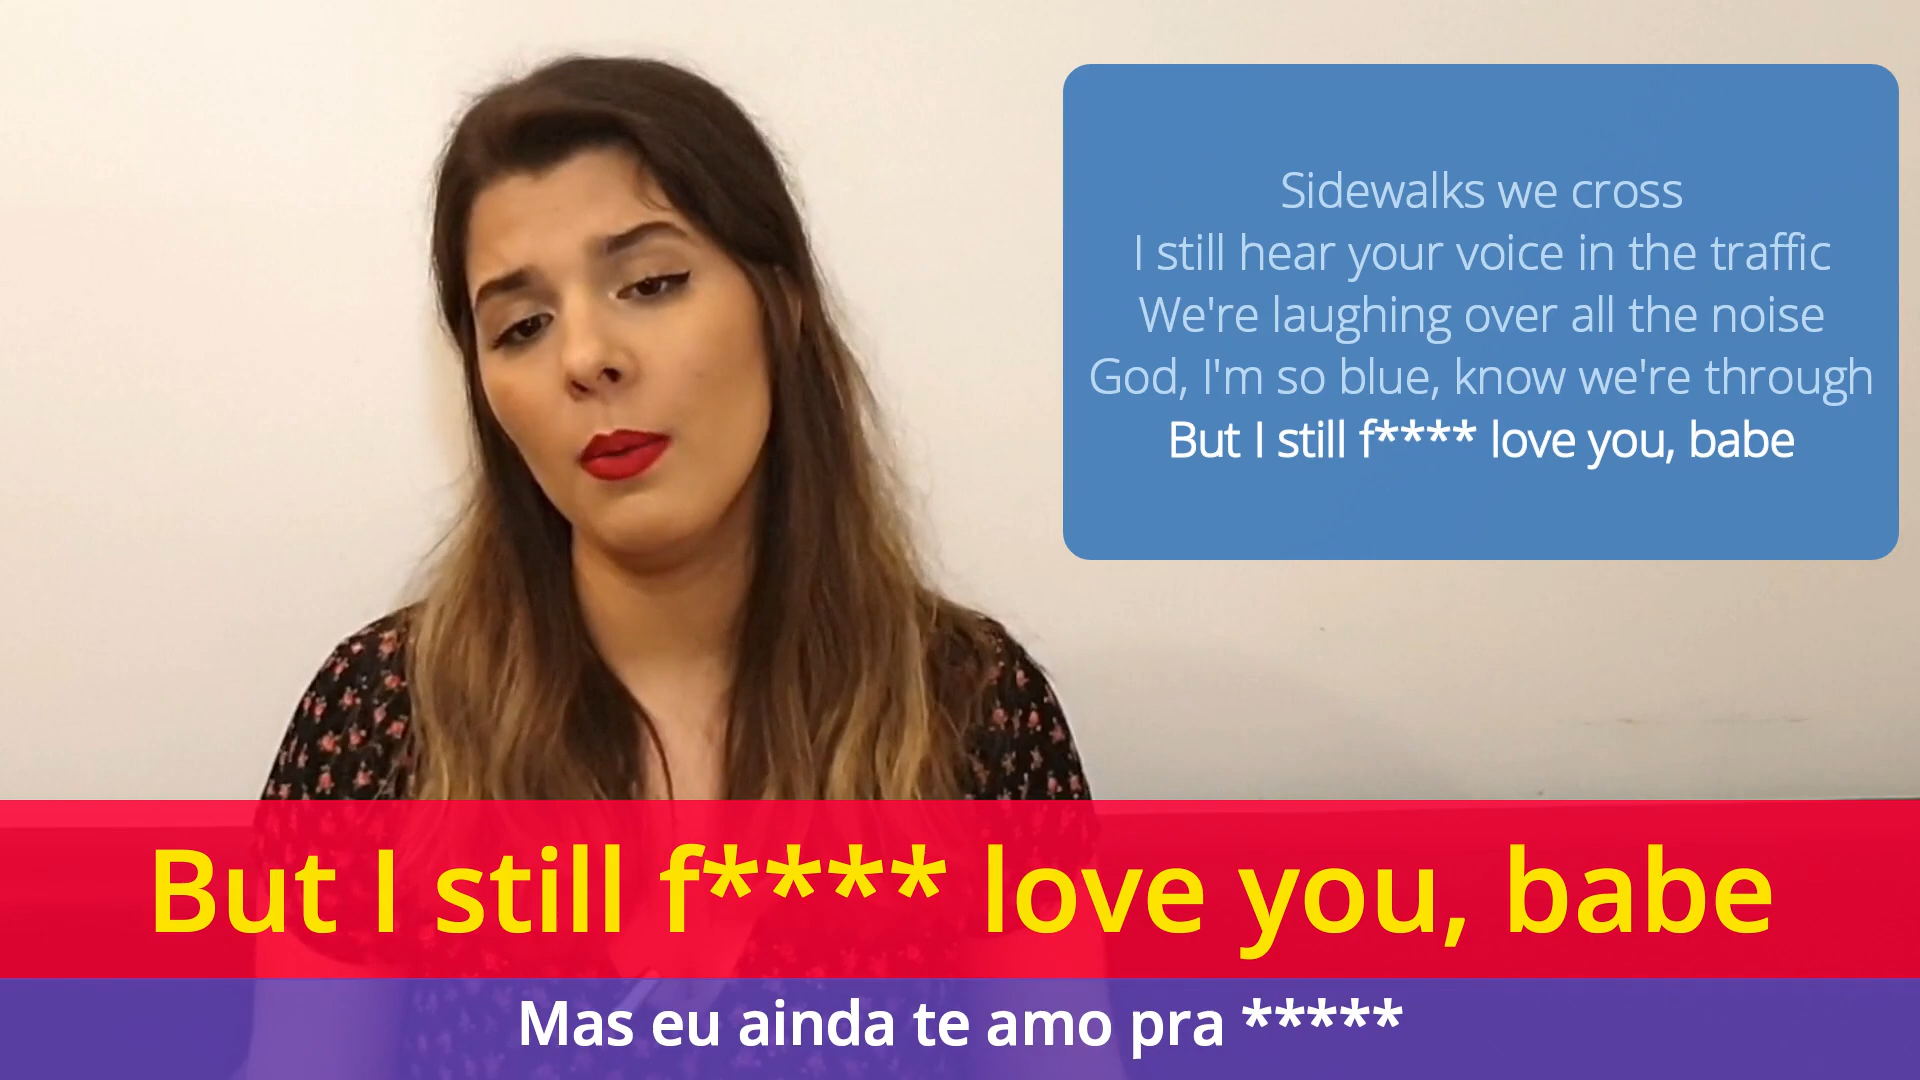 Sidewalks we cross
I still hear your voice in the traffic
We're laughing over all the noise
God, I'm so blue, know we're through
But I still f**** love you, babe
But I still f**** love you, babe
Mas eu ainda te amo pra *****